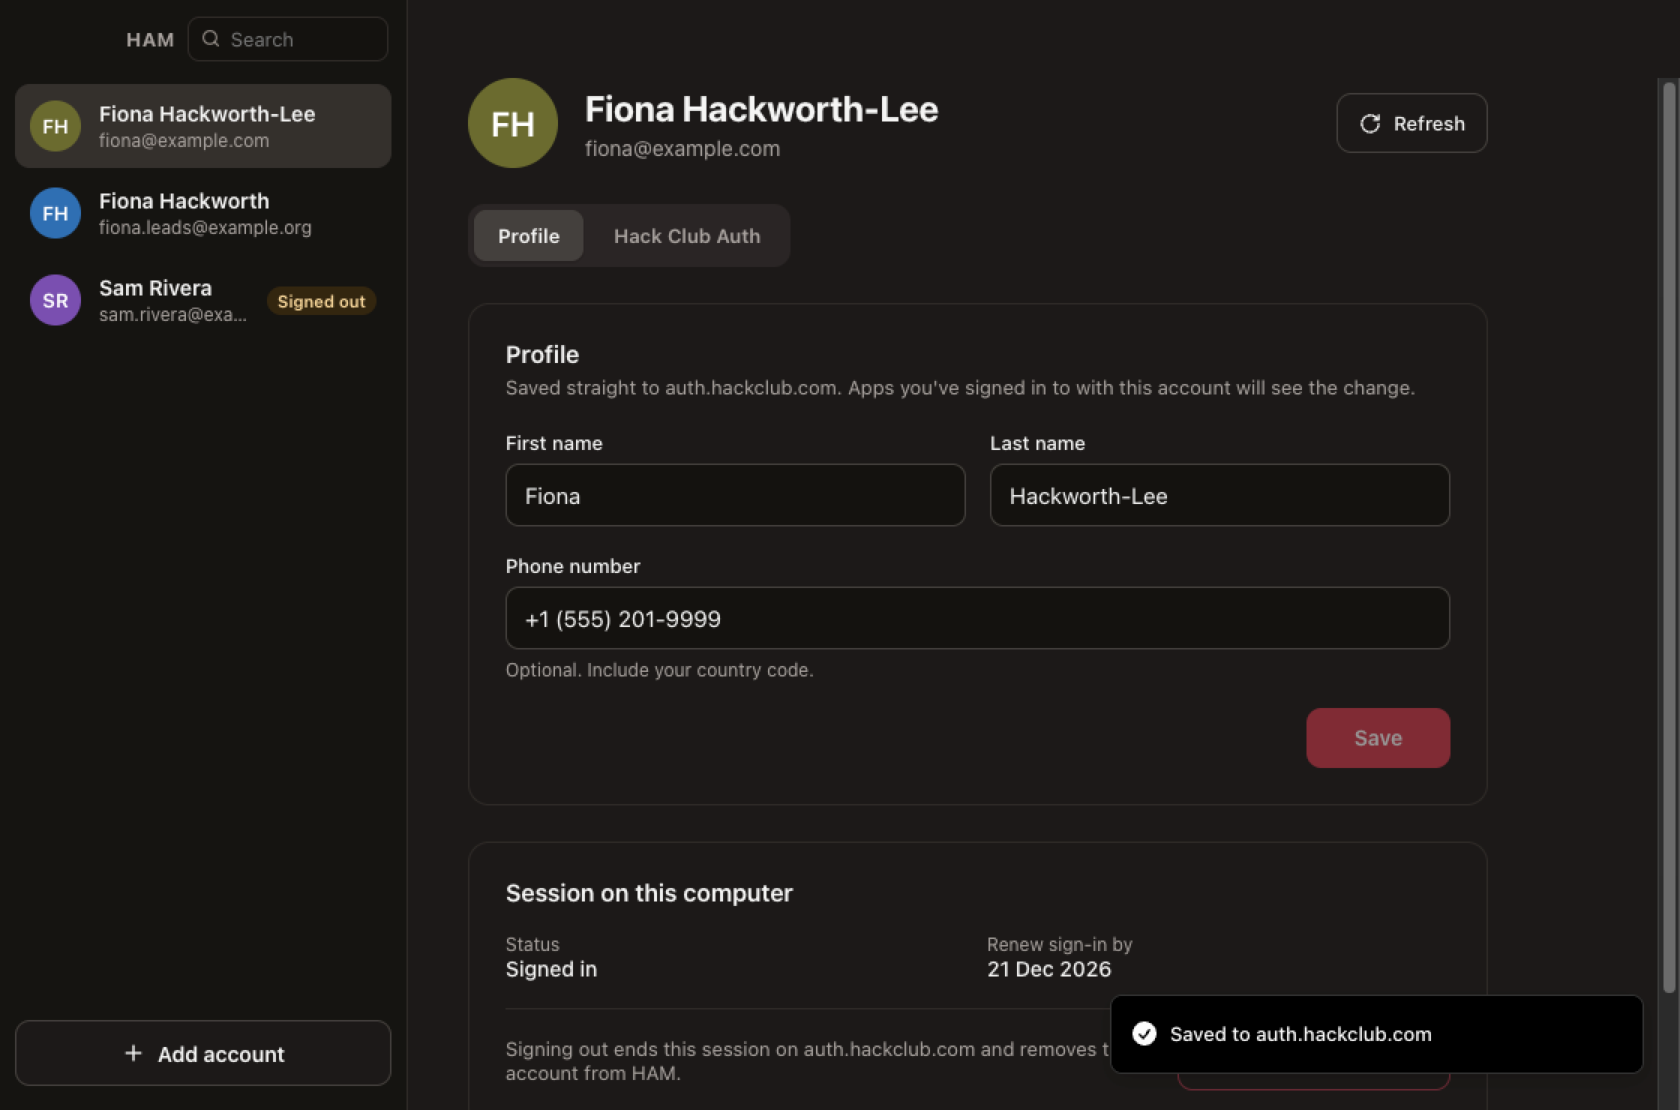 HAM
Search
FH
Fiona Hackworth-Lee
fiona@example.com
FH
Fiona Hackworth
fiona.leads@example.org
SR
Sam Rivera
sam.rivera@exa...
Signed out
Add account
FH
Fiona Hackworth-Lee
fiona@example.com
Refresh
Profile
Hack Club Auth
Profile
Saved straight to auth.hackclub.com. Apps you've signed in to with this account will see the change.
First name
Last name
Fiona
Hackworth-Lee
Phone number
+1 (555) 201-9999
Optional. Include your country code.
Save
Session on this computer
Status
Renew sign-in by
Signed in
21 Dec 2026
Signing out ends this session on auth.hackclub.com and removes
account from HAM.
Saved to auth.hackclub.com